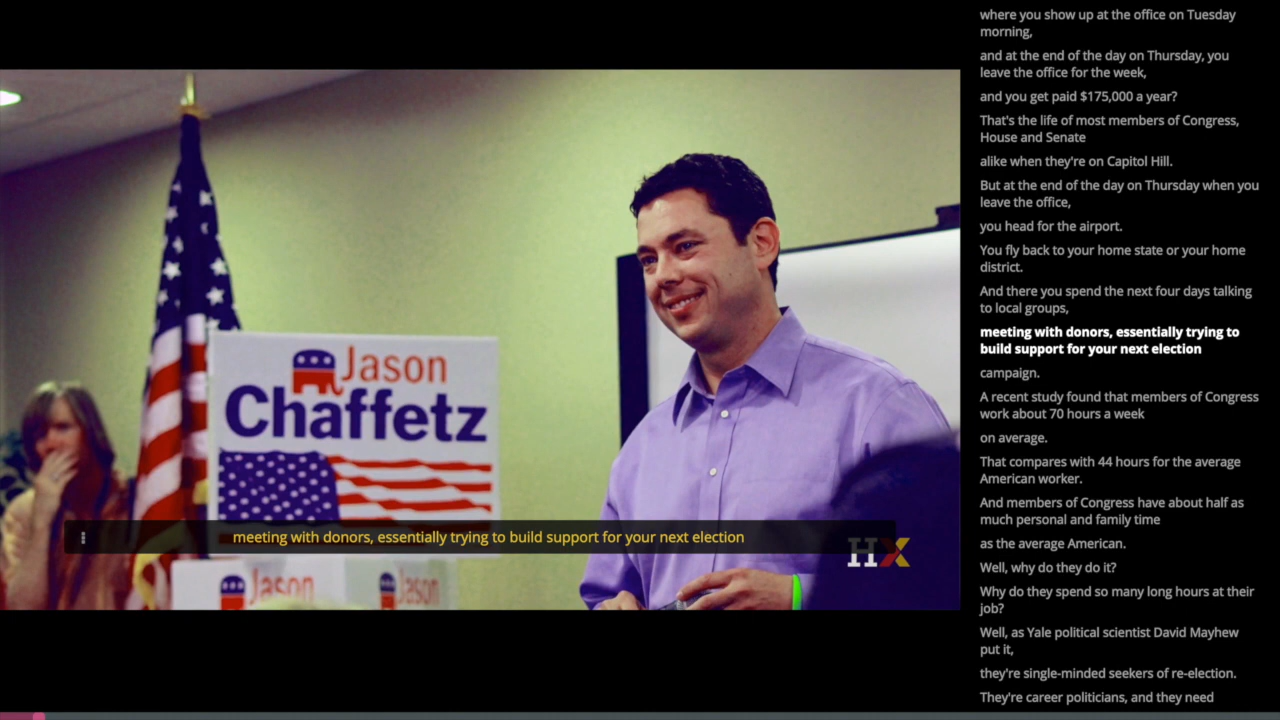 Jason
Chaffetz
Jason
Jason
meeting with donors, essentially trying to build support for your next election
HX
where you show up at the office on Tuesday
morning,
and at the end of the day on Thursday, you
leave the office for the week,
and you get paid $175,000 a year?
That's the life of most members of Congress,
House and Senate
alike when they're on Capitol Hill.
But at the end of the day on Thursday when you
leave the office,
you head for the airport.
You fly back to your home state or your home
district.
And there you spend the next four days talking
to local groups,
meeting with donors, essentially trying to
build support for your next election
campaign.
A recent study found that members of Congress
work about 70 hours a week
on average.
That compares with 44 hours for the average
American worker.
And members of Congress have about half as
much personal and family time
as the average American.
Well, why do they do it?
Why do they spend so many long hours at their
job?
Well, as Yale political scientist David Mayhew
put it,
they're single-minded seekers of re-election.
They're career politicians, and they need